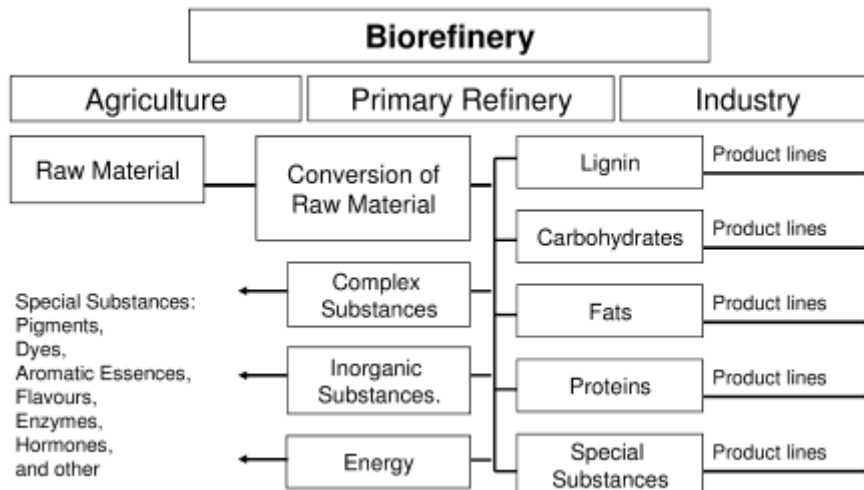 Biorefinery
Agriculture
Primary Refinery
Industry
Raw Material
Conversion of
Raw Material
Lignin
Product lines
Carbohydrates
Product lines
Fats
Product lines
Proteins
Product lines
Special
Substances
Product lines
Complex
Substances
Inorganic
Substances.
Energy
Special Substances:
Pigments,
Dyes,
Aromatic Essences,
Flavours,
Enzymes,
Hormones,
and other